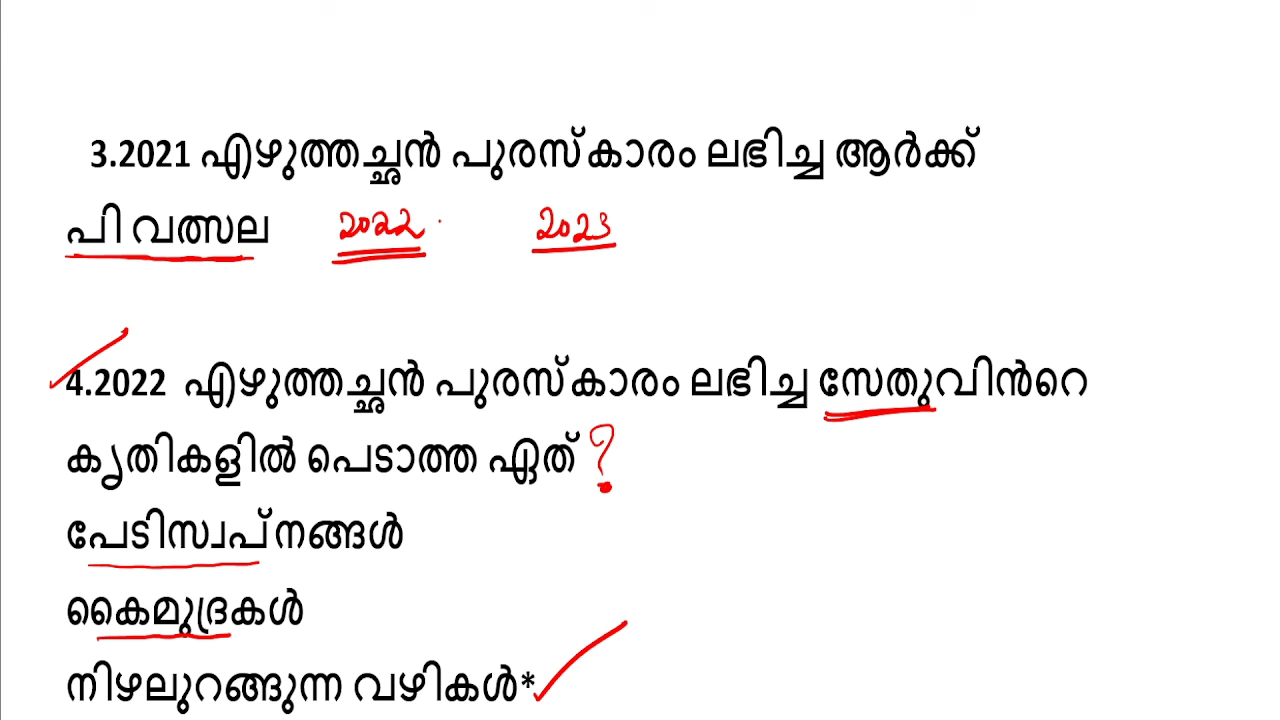 3.2021 എഴുത്തച്ഛൻ പുരസ്കാരം ലഭിച്ച ആർക്ക്
പി വത്സല 2022 2023
4.2022 എഴുത്തച്ഛൻ പുരസ്കാരം ലഭിച്ച സേതുവിൻറെ
കൃതികളിൽ പെടാത്ത ഏത് ?
പേടിസ്വപ്നങ്ങൾ
കൈമുദ്രകൾ
നിഴലുറങ്ങുന്ന വഴികൾ*